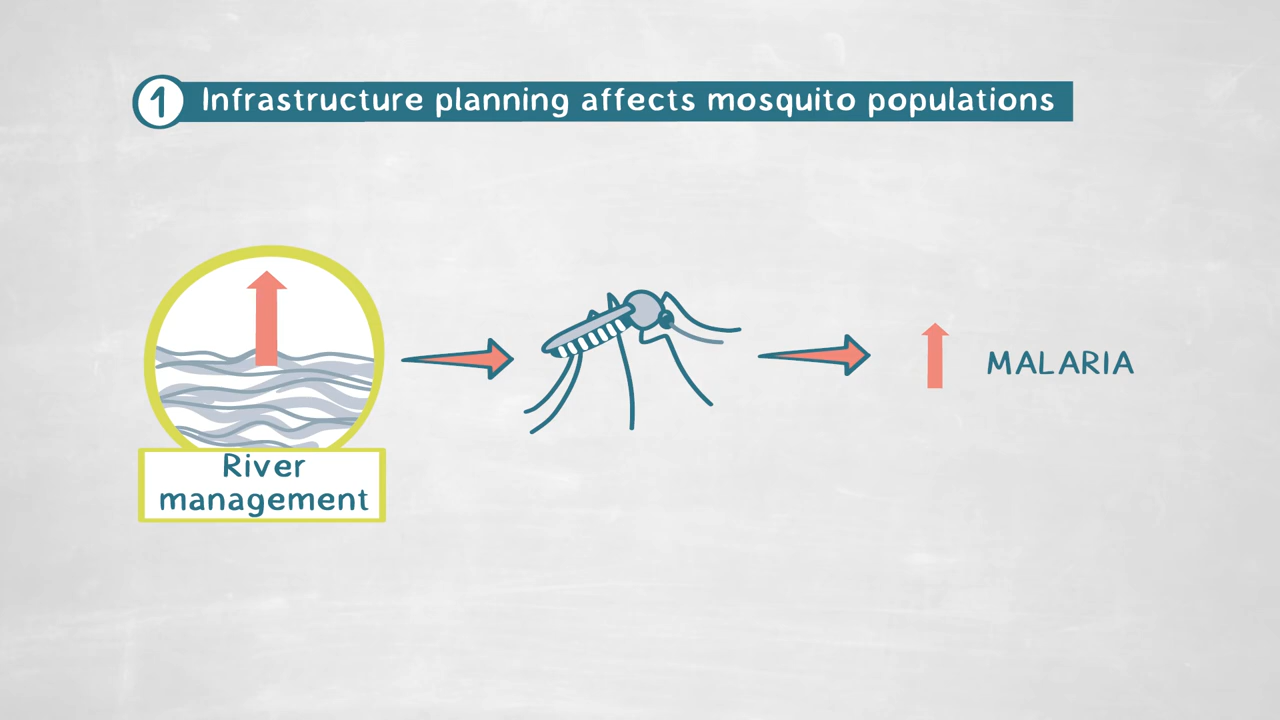 1 Infrastructure planning affects mosquito populations
MALARIA
River
management